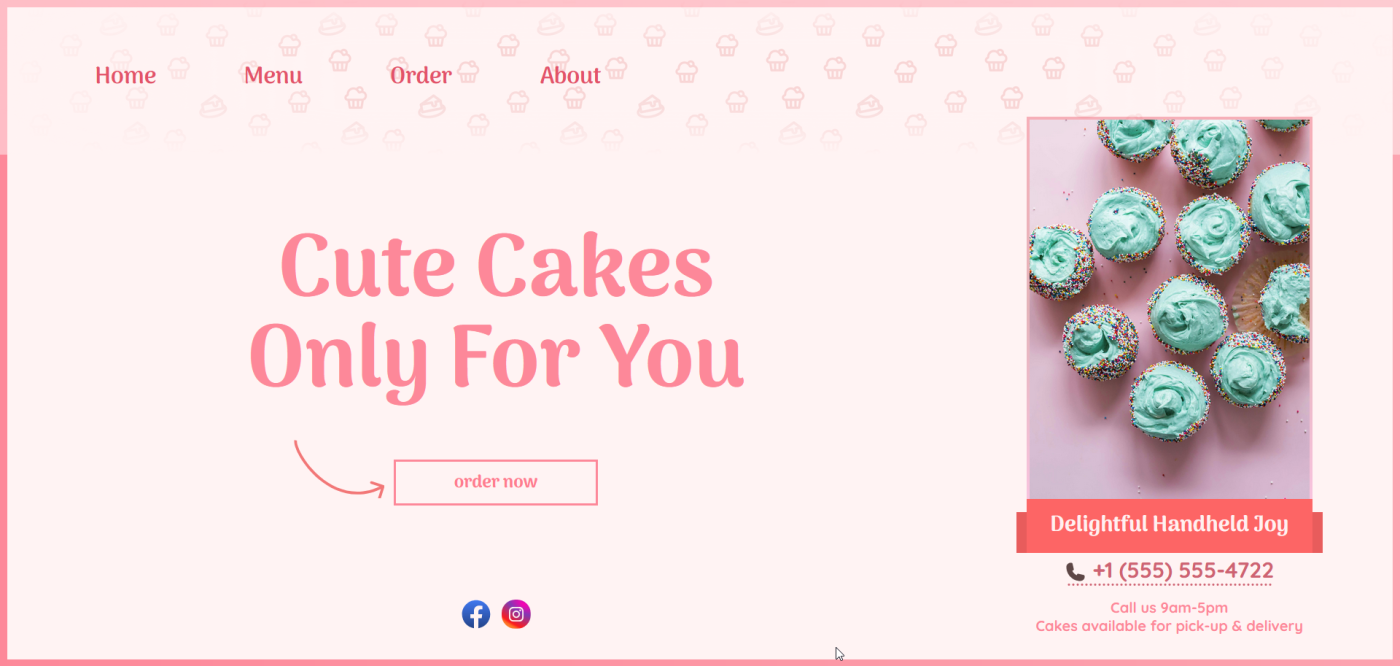 Home Menu Order About
Cute Cakes
Only For You
order now
Delightful Handheld Joy
+1 (555) 555-4722
Call us 9am-5pm
Cakes available for pick-up & delivery